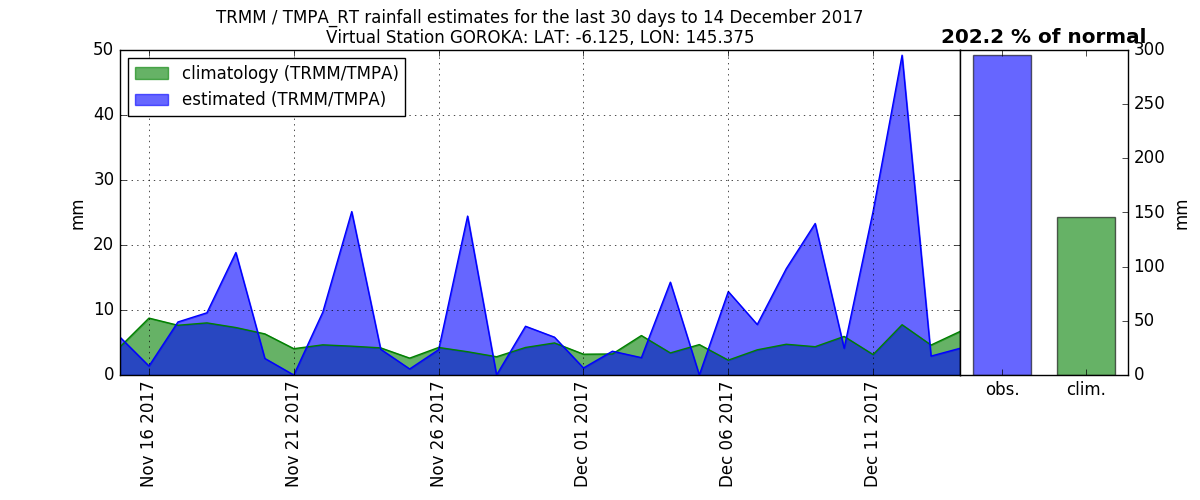 TRMM / TMPA_RT rainfall estimates for the last 30 days to 14 December 2017
Virtual Station GOROKA: LAT: -6.125, LON: 145.375
202.2 % of normal
climatology (TRMM/TMPA)
estimated (TRMM/TMPA)
50
40
30
20
10
0
mm
Nov 16 2017
Nov 21 2017
Nov 26 2017
Dec 01 2017
Dec 06 2017
Dec 11 2017
obs.
clim.
300
250
200
150
100
50
0
mm